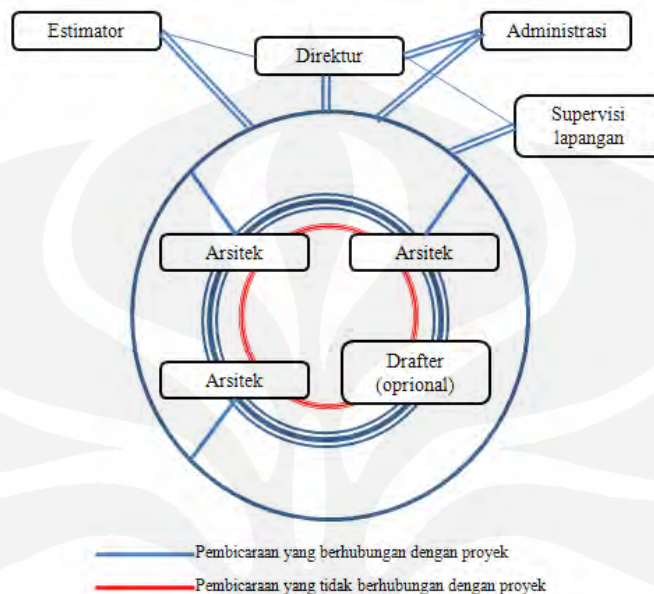 Estimator
Direktur
Administrasi
Supervisi
lapangan
Arsitek
Arsitek
Arsitek
Drafter
(oprional)
Pembicaraan yang berhubungan dengan proyek
Pembicaraan yang tidak berhubungan dengan proyek